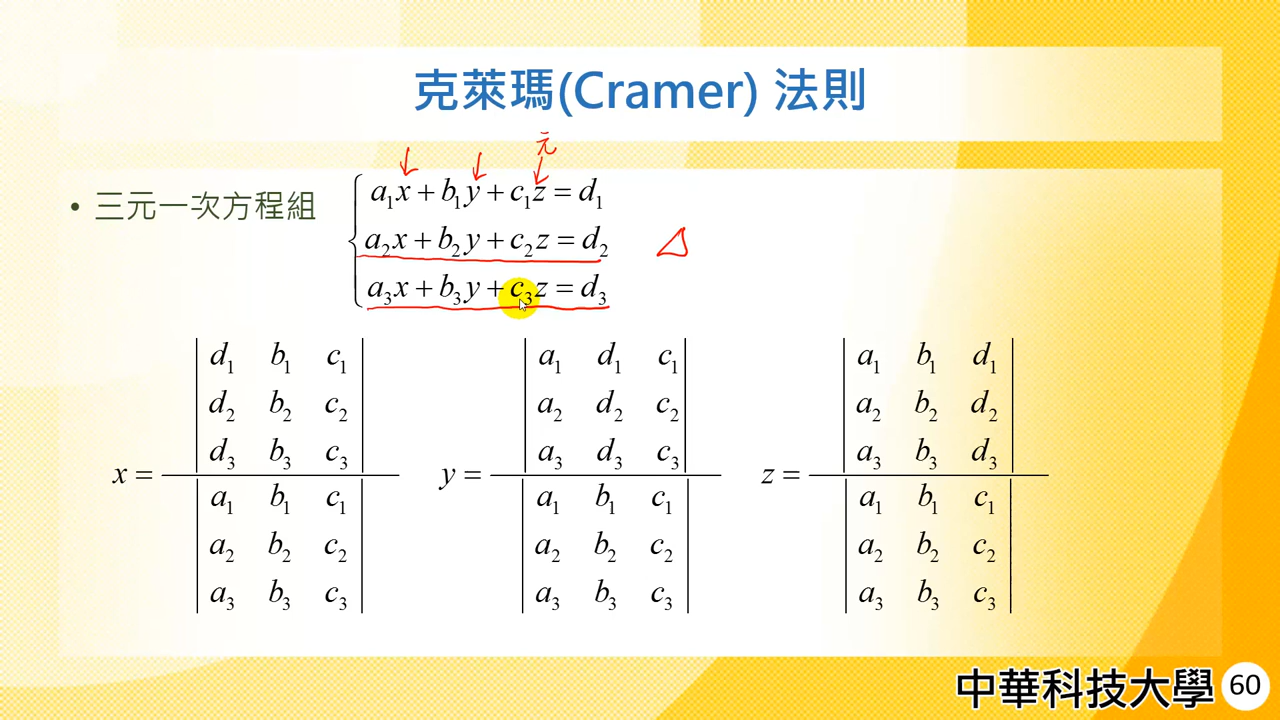 克萊瑪(Cramer) 法則
元
• 三元一次方程組
a₁x + b₁y + c₁z = d₁
a₂x + b₂y + c₂z = d₂ △
a₃x + b₃y + c₃z = d₃
x = | d₁ b₁ c₁ |
| d₂ b₂ c₂ |
| d₃ b₃ c₃ |
| a₁ b₁ c₁ |
| a₂ b₂ c₂ |
| a₃ b₃ c₃ |
y = | a₁ d₁ c₁ |
| a₂ d₂ c₂ |
| a₃ d₃ c₃ |
| a₁ b₁ c₁ |
| a₂ b₂ c₂ |
| a₃ b₃ c₃ |
z = | a₁ b₁ d₁ |
| a₂ b₂ d₂ |
| a₃ b₃ d₃ |
| a₁ b₁ c₁ |
| a₂ b₂ c₂ |
| a₃ b₃ c₃ |
中華科技大學 60